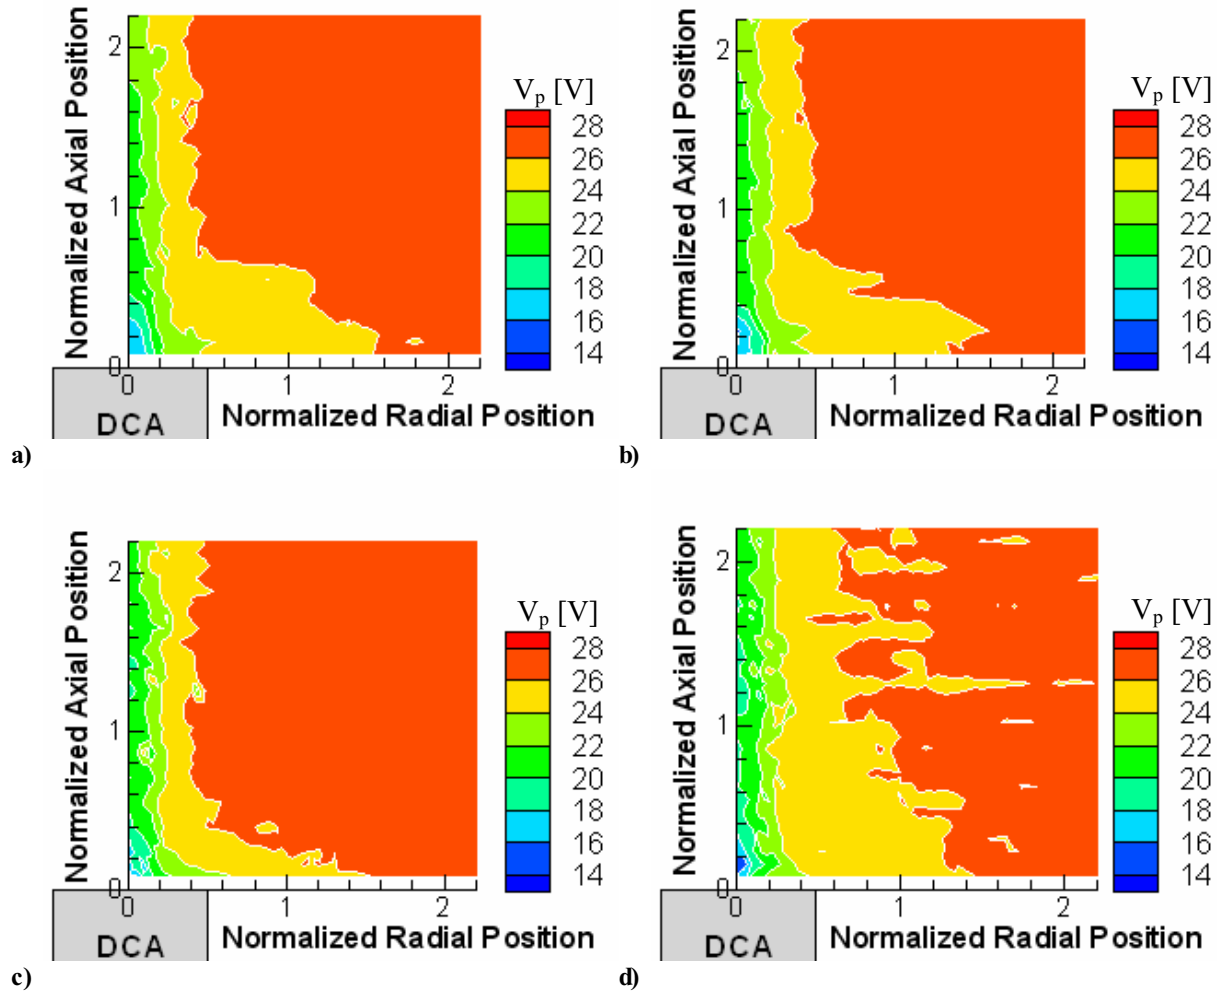 Normalized Axial Position
2
1
0
0
1
2
DCA
Normalized Radial Position
V_p [V]
28
26
24
22
20
18
16
14
a)
Normalized Axial Position
2
1
0
0
1
2
DCA
Normalized Radial Position
V_p [V]
28
26
24
22
20
18
16
14
b)
Normalized Axial Position
2
1
0
0
1
2
DCA
Normalized Radial Position
V_p [V]
28
26
24
22
20
18
16
14
c)
Normalized Axial Position
2
1
0
0
1
2
DCA
Normalized Radial Position
V_p [V]
28
26
24
22
20
18
16
14
d)